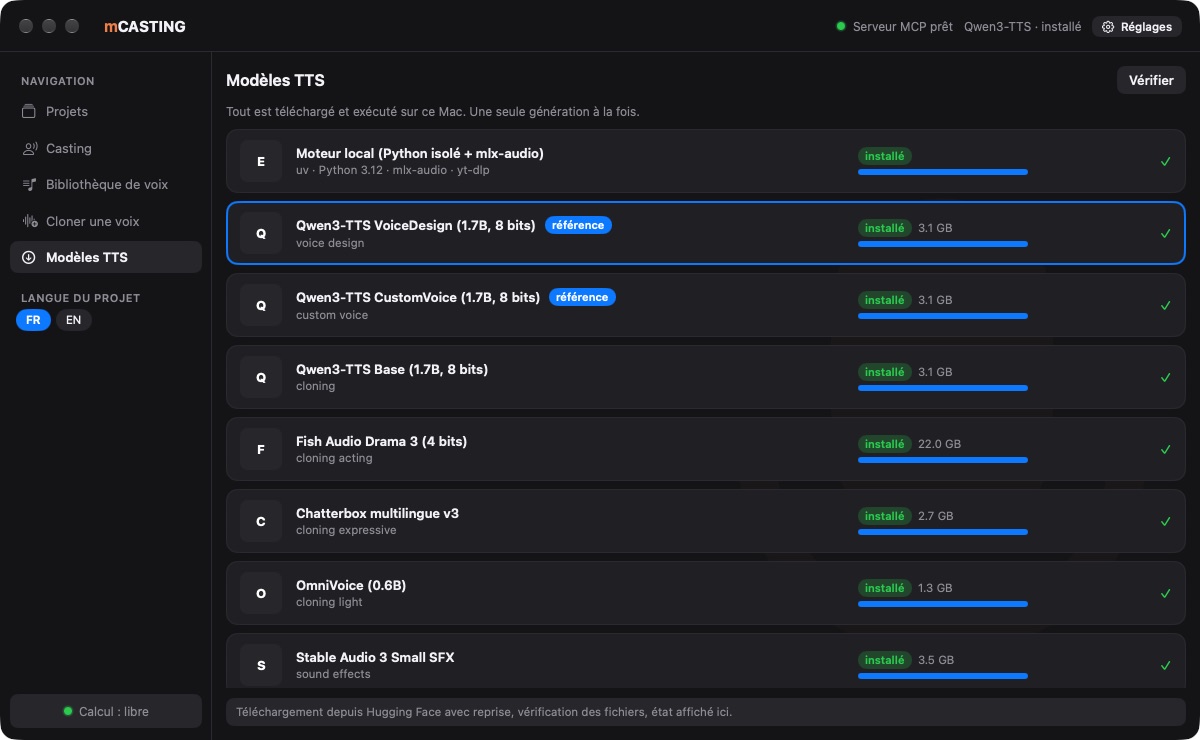 mCASTING
Serveur MCP prêt
Qwen3-TTS · installé
Réglages
NAVIGATION
Projets
Casting
Bibliothèque de voix
Cloner une voix
Modèles TTS
LANGUE DU PROJET
FR
EN
Calcul : libre
Modèles TTS
Vérifier
Tout est téléchargé et exécuté sur ce Mac. Une seule génération à la fois.
E
Moteur local (Python isolé + mlx-audio)
uv · Python 3.12 · mlx-audio · yt-dlp
installé
Q
Qwen3-TTS VoiceDesign (1.7B, 8 bits) référence
voice design
installé 3.1 GB
Q
Qwen3-TTS CustomVoice (1.7B, 8 bits) référence
custom voice
installé 3.1 GB
Q
Qwen3-TTS Base (1.7B, 8 bits)
cloning
installé 3.1 GB
F
Fish Audio Drama 3 (4 bits)
cloning acting
installé 22.0 GB
C
Chatterbox multilingue v3
cloning expressive
installé 2.7 GB
O
OmniVoice (0.6B)
cloning light
installé 1.3 GB
S
Stable Audio 3 Small SFX
sound effects
installé 3.5 GB
Téléchargement depuis Hugging Face avec reprise, vérification des fichiers, état affiché ici.